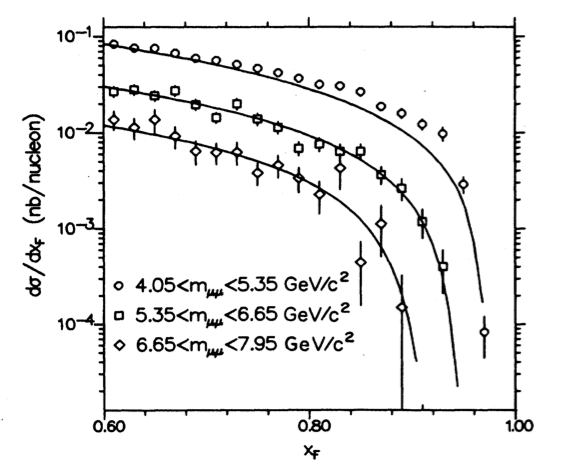 10⁻¹
10⁻²
10⁻³
10⁻⁴
dσ/dx_F (nb/nucleon)
○ 4.05<m_μμ<5.35 GeV/c²
□ 5.35<m_μμ<6.65 GeV/c²
◇ 6.65<m_μμ<7.95 GeV/c²
0.60 0.80 1.00
x_F